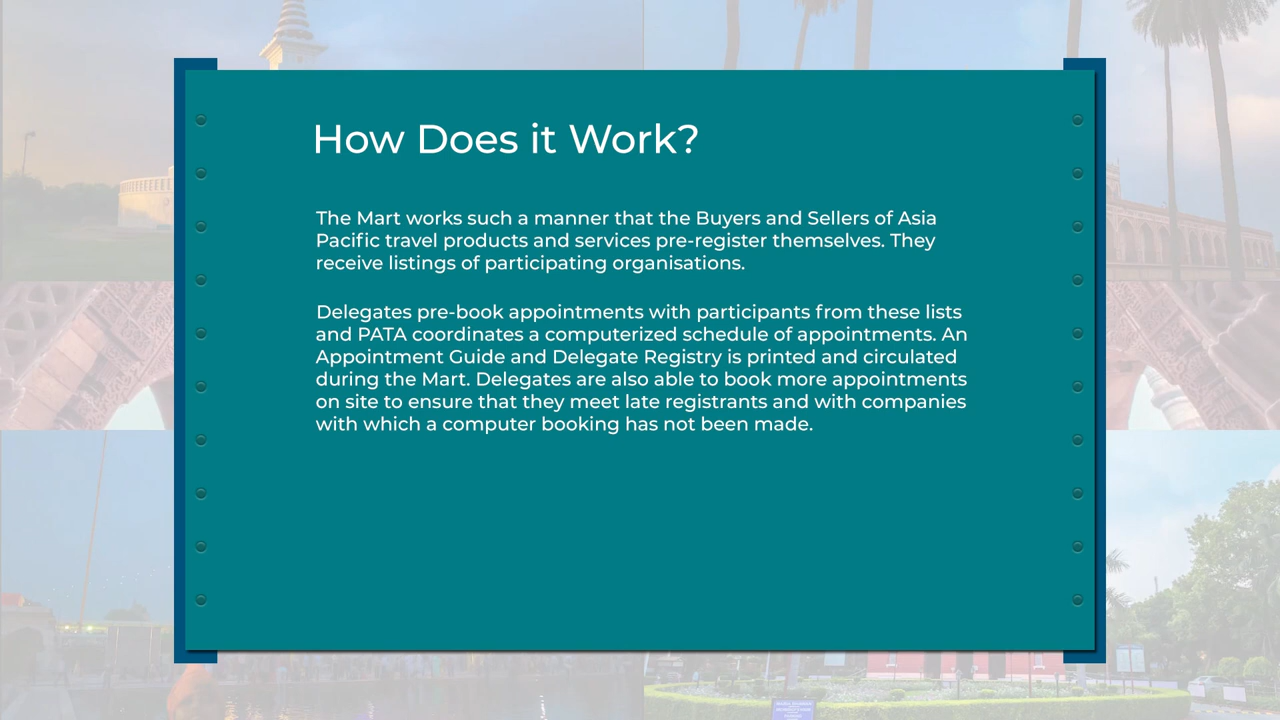 How Does it Work?
The Mart works such a manner that the Buyers and Sellers of Asia
Pacific travel products and services pre-register themselves. They
receive listings of participating organisations.
Delegates pre-book appointments with participants from these lists
and PATA coordinates a computerized schedule of appointments. An
Appointment Guide and Delegate Registry is printed and circulated
during the Mart. Delegates are also able to book more appointments
on site to ensure that they meet late registrants and with companies
with which a computer booking has not been made.